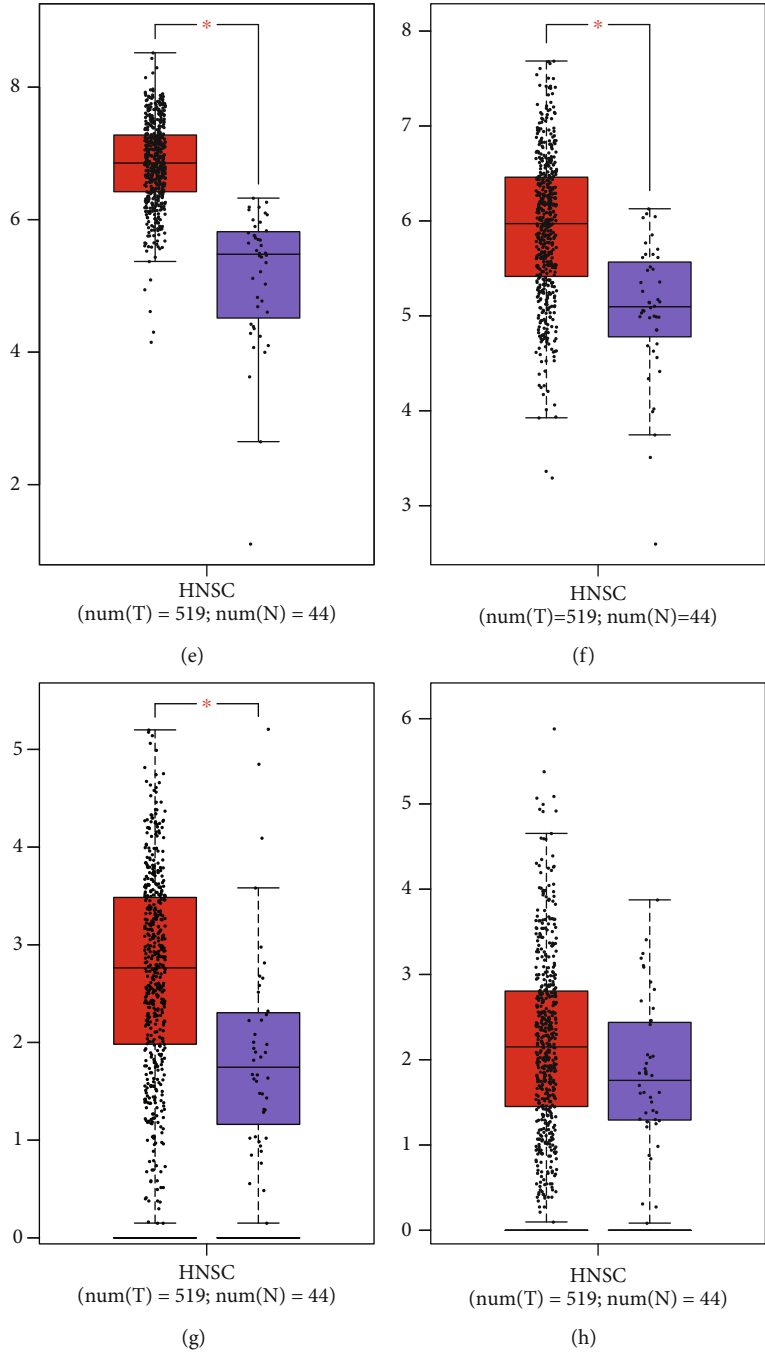 *
8
6
4
2
HNSC
(num(T) = 519; num(N) = 44)
(e)
*
8
7
6
5
4
3
HNSC
(num(T)=519; num(N)=44)
(f)
*
5
4
3
2
1
0
HNSC
(num(T) = 519; num(N) = 44)
(g)
6
5
4
3
2
1
0
HNSC
(num(T) = 519; num(N) = 44)
(h)